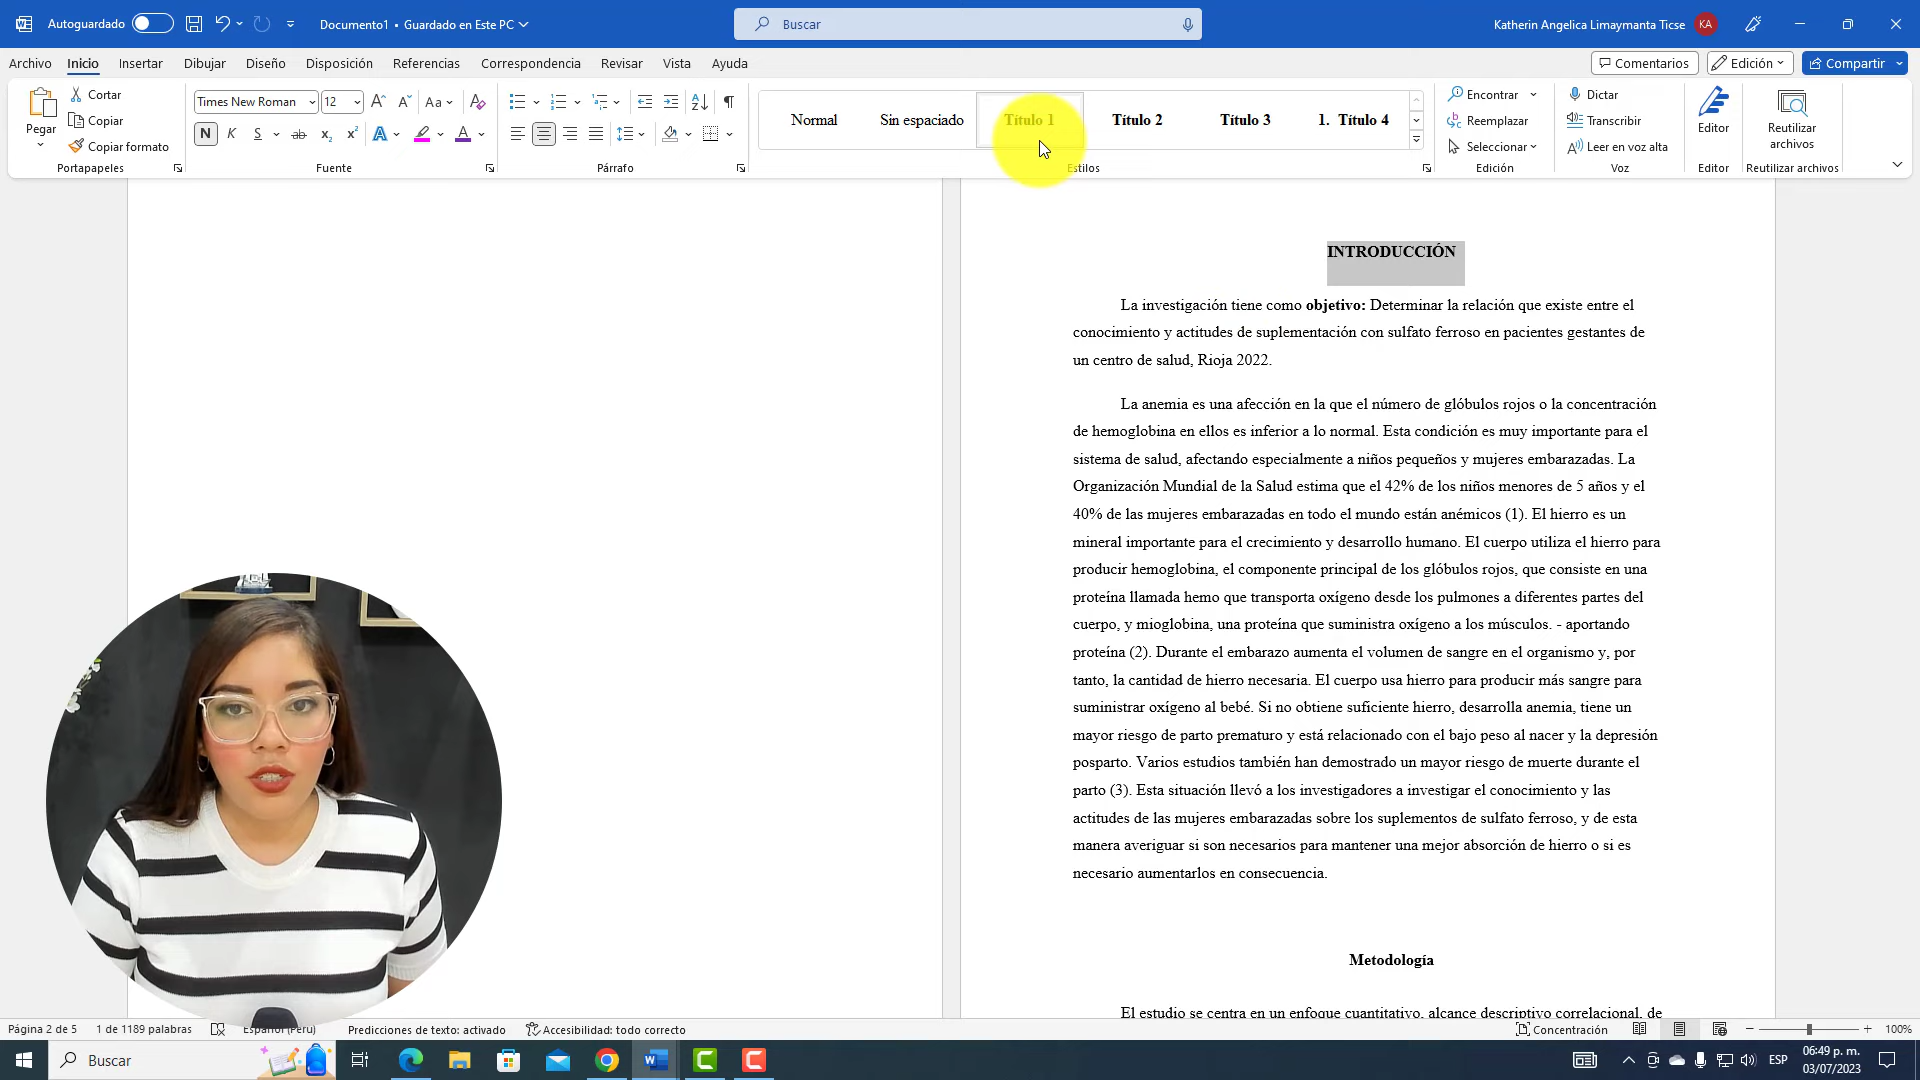 Autoguardado
Documento1 • Guardado en Este PC
Buscar
Katherin Angelica Limaymanta Ticse
KA
Archivo
Inicio
Insertar
Dibujar
Diseño
Disposición
Referencias
Correspondencia
Revisar
Vista
Ayuda
Comentarios
Edición
Compartir
Pegar
Cortar
Copiar
Copiar formato
Portapapeles
Times New Roman
12
Aa
N K S ab x₂ x² A A
Fuente
Párrafo
Normal
Sin espaciado
Título 1
Título 2
Título 3
1. Título 4
Estilos
Encontrar
Reemplazar
Seleccionar
Edición
Dictar
Transcribir
Leer en voz alta
Voz
Editor
Editor
Reutilizar archivos
Reutilizar archivos
INTRODUCCIÓN
La investigación tiene como objetivo: Determinar la relación que existe entre el
conocimiento y actitudes de suplementación con sulfato ferroso en pacientes gestantes de
un centro de salud, Rioja 2022.
La anemia es una afección en la que el número de glóbulos rojos o la concentración
de hemoglobina en ellos es inferior a lo normal. Esta condición es muy importante para el
sistema de salud, afectando especialmente a niños pequeños y mujeres embarazadas. La
Organización Mundial de la Salud estima que el 42% de los niños menores de 5 años y el
40% de las mujeres embarazadas en todo el mundo están anémicos (1). El hierro es un
mineral importante para el crecimiento y desarrollo humano. El cuerpo utiliza el hierro para
producir hemoglobina, el componente principal de los glóbulos rojos, que consiste en una
proteína llamada hemo que transporta oxígeno desde los pulmones a diferentes partes del
cuerpo, y mioglobina, una proteína que suministra oxígeno a los músculos. - aportando
proteína (2). Durante el embarazo aumenta el volumen de sangre en el organismo y, por
tanto, la cantidad de hierro necesaria. El cuerpo usa hierro para producir más sangre para
suministrar oxígeno al bebé. Si no obtiene suficiente hierro, desarrolla anemia, tiene un
mayor riesgo de parto prematuro y está relacionado con el bajo peso al nacer y la depresión
posparto. Varios estudios también han demostrado un mayor riesgo de muerte durante el
parto (3). Esta situación llevó a los investigadores a investigar el conocimiento y las
actitudes de las mujeres embarazadas sobre los suplementos de sulfato ferroso, y de esta
manera averiguar si son necesarios para mantener una mejor absorción de hierro o si es
necesario aumentarlos en consecuencia.
Metodología
El estudio se centra en un enfoque cuantitativo, alcance descriptivo correlacional, de
Página 2 de 5
1 de 1189 palabras
Español (Perú)
Predicciones de texto: activado
Accesibilidad: todo correcto
Concentración
100%
Buscar
ESP
06:49 p. m.
03/07/2023